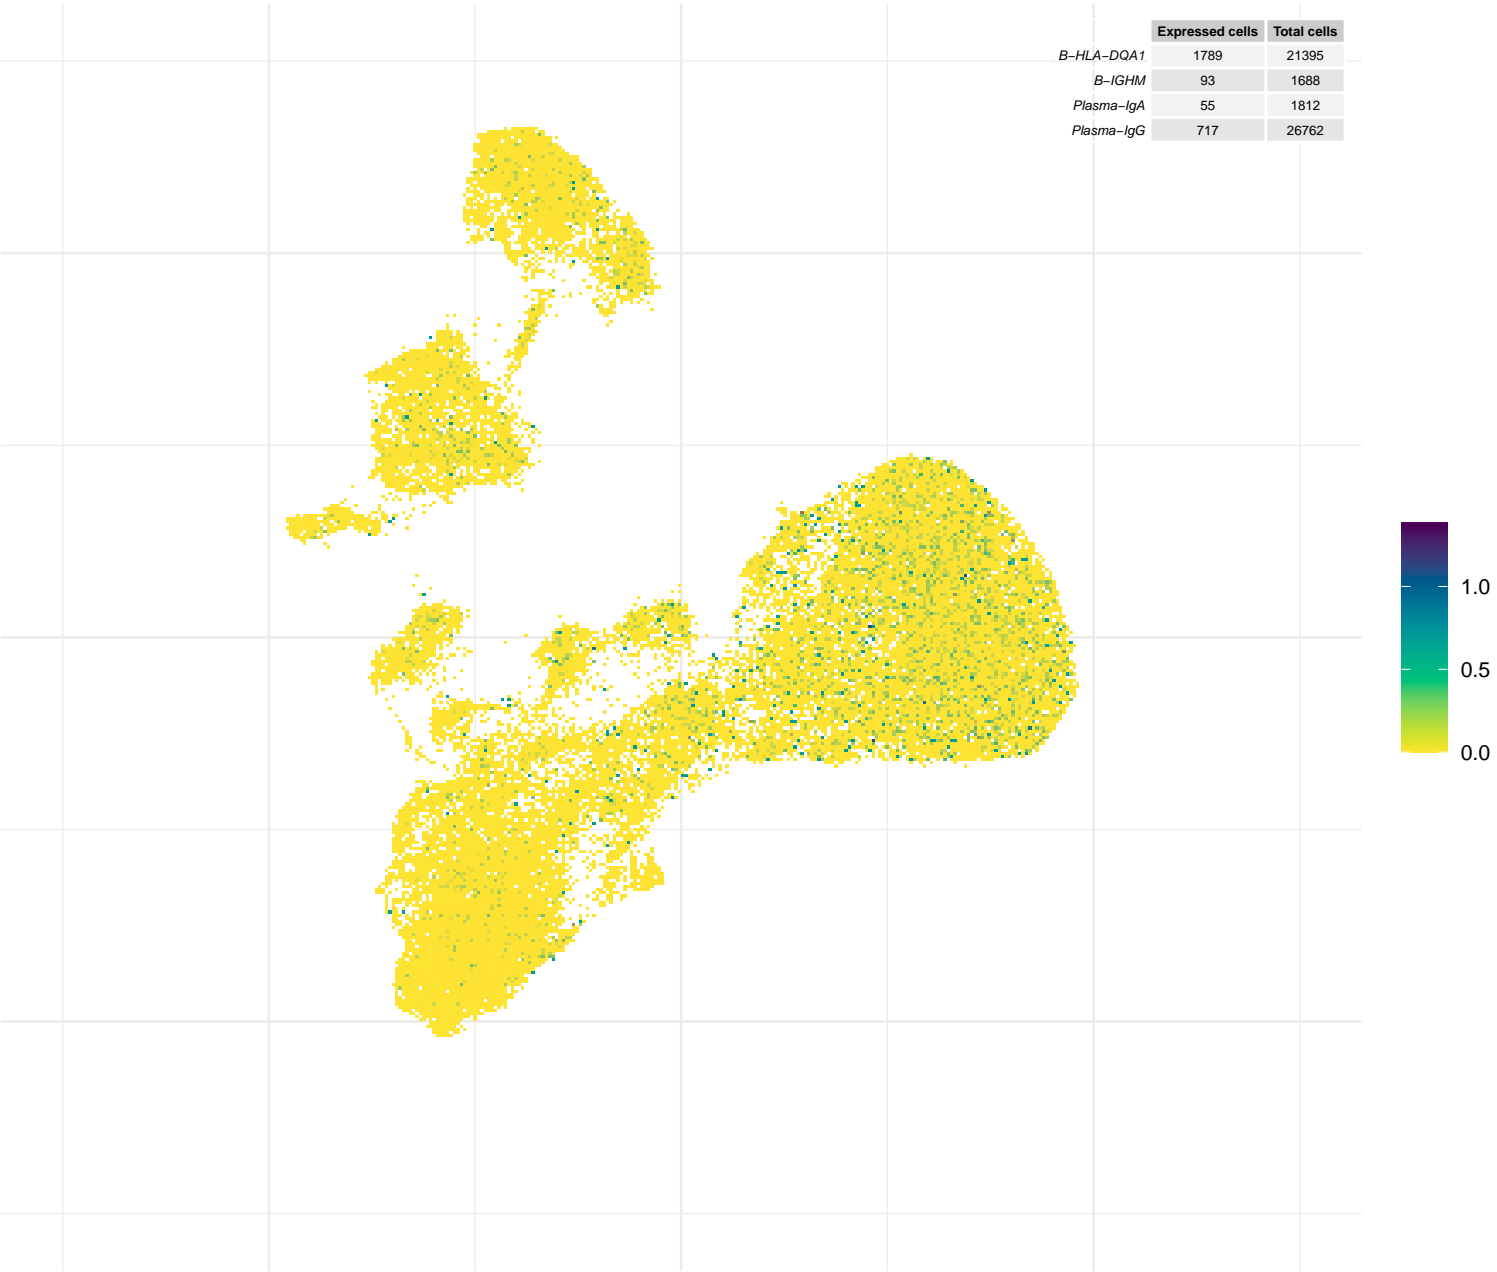 Expressed cells Total cells
B−HLA−DQA1 1789 21395
B−IGHM 93 1688
Plasma−IgA 55 1812
Plasma−IgG 717 26762
1.0
0.5
0.0